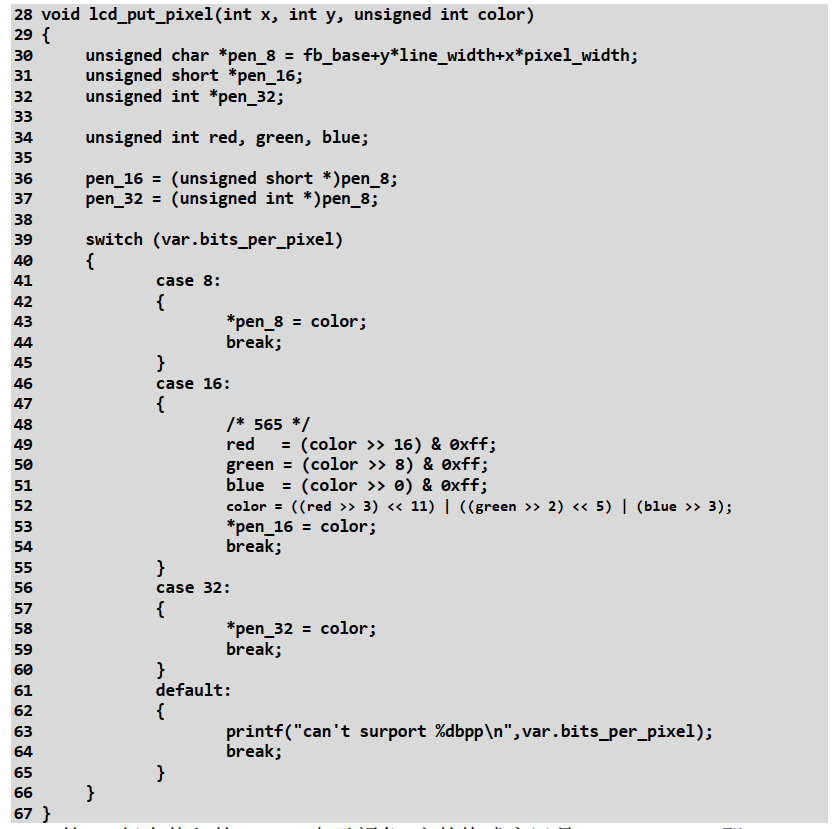 28 void lcd_put_pixel(int x, int y, unsigned int color)
29 {
30 unsigned char *pen_8 = fb_base+y*line_width+x*pixel_width;
31 unsigned short *pen_16;
32 unsigned int *pen_32;
33
34 unsigned int red, green, blue;
35
36 pen_16 = (unsigned short *)pen_8;
37 pen_32 = (unsigned int *)pen_8;
38
39 switch (var.bits_per_pixel)
40 {
41 case 8:
42 {
43 *pen_8 = color;
44 break;
45 }
46 case 16:
47 {
48 /* 565 */
49 red = (color >> 16) & 0xff;
50 green = (color >> 8) & 0xff;
51 blue = (color >> 0) & 0xff;
52 color = ((red >> 3) << 11) | ((green >> 2) << 5) | (blue >> 3);
53 *pen_16 = color;
54 break;
55 }
56 case 32:
57 {
58 *pen_32 = color;
59 break;
60 }
61 default:
62 {
63 printf("can't surport %dbpp\n",var.bits_per_pixel);
64 break;
65 }
66 }
67 }